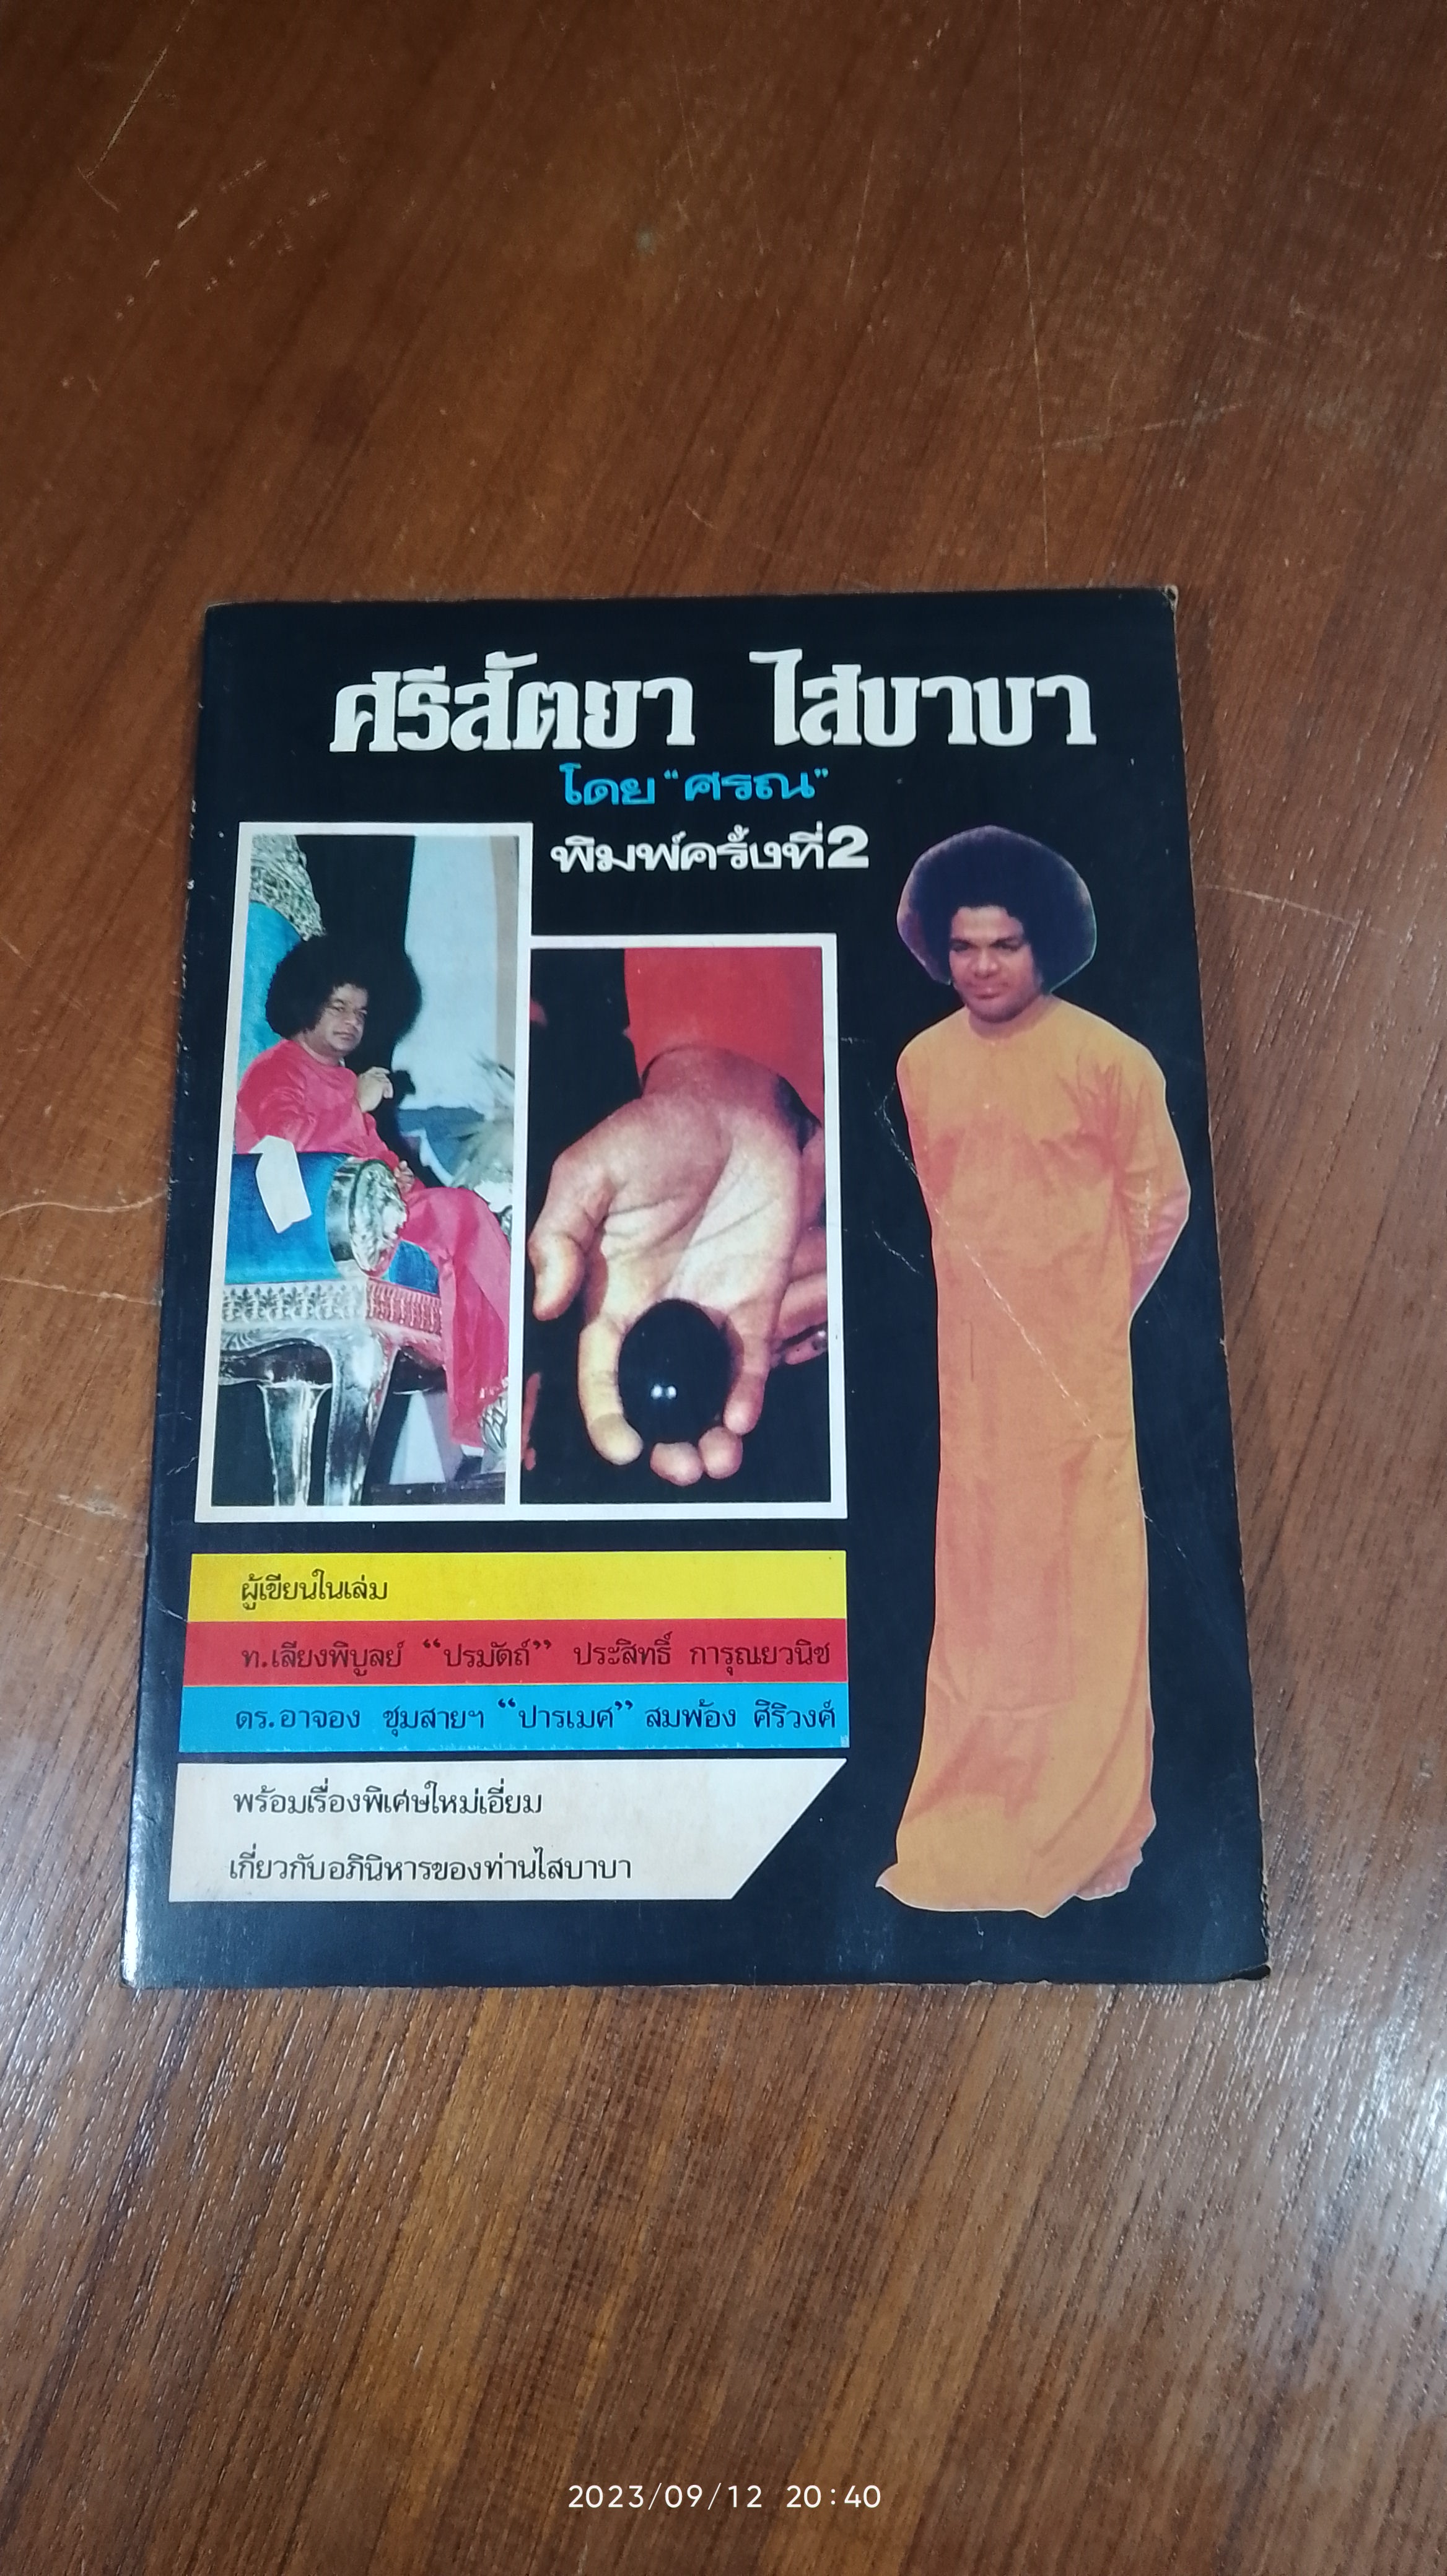 ศรีสัตยา ไสบาบา
โดย "ศรณ"
พิมพ์ครั้งที่2
ผู้เขียนในเล่ม
ท.เลียงพิบูลย์ “ปรมัตถ์” ประสิทธิ์ การุณยวนิช
ดร.อาจอง ชุมสายฯ “ปารเมศ” สมพ้อง ศิริวงศ์
พร้อมเรื่องพิเศษใหม่เอี่ยม
เกี่ยวกับอภินิหารของท่านไสบาบา
2023/09/12 20:40